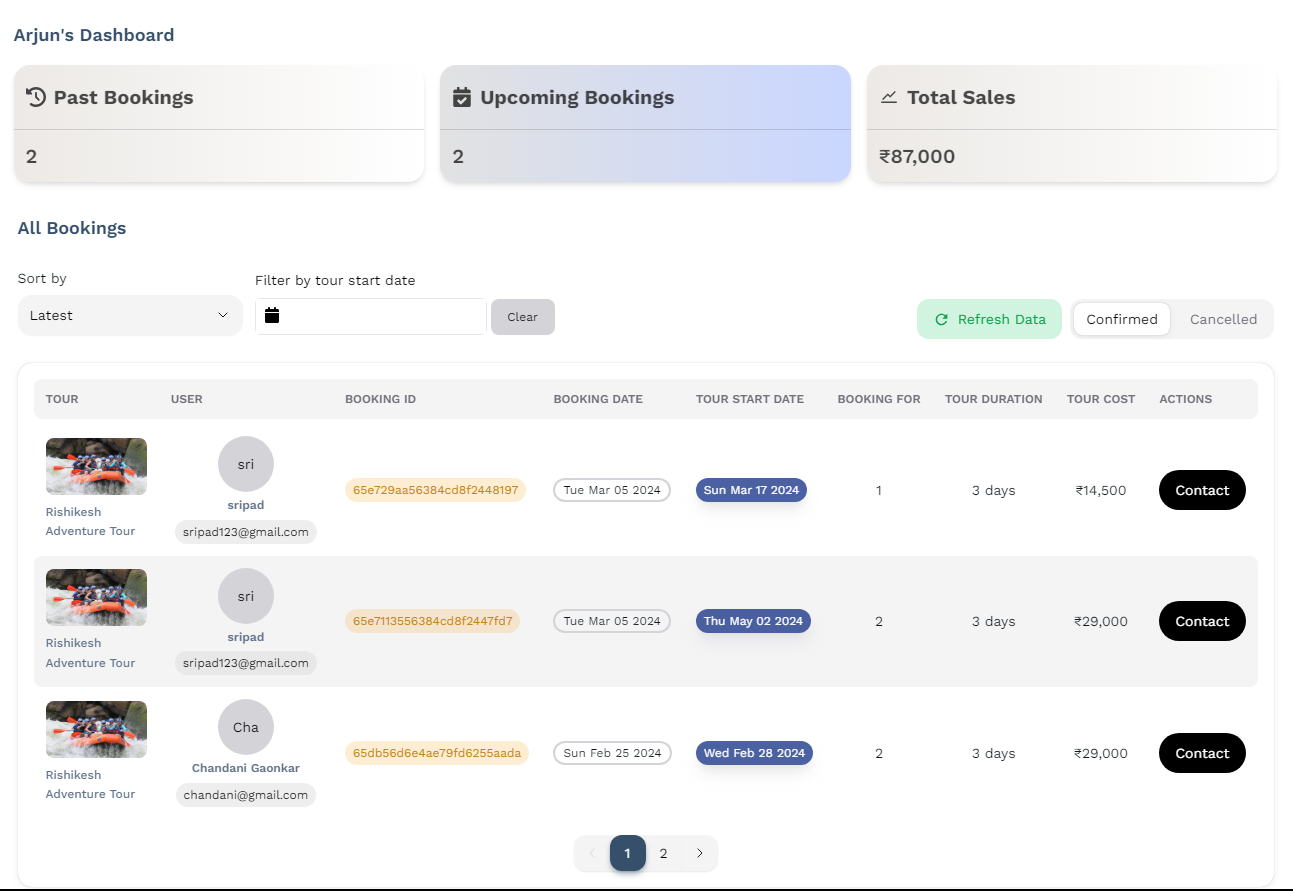 Arjun's Dashboard
Past Bookings
2
Upcoming Bookings
2
Total Sales
₹87,000
All Bookings
Sort by
Latest
Filter by tour start date
Clear
Refresh Data
Confirmed
Cancelled
TOUR USER BOOKING ID BOOKING DATE TOUR START DATE BOOKING FOR TOUR DURATION TOUR COST ACTIONS
Rishikesh
Adventure Tour
sri
sripad
sripad123@gmail.com
65e729aa56384cd8f2448197 Tue Mar 05 2024 Sun Mar 17 2024 1 3 days ₹14,500 Contact
Rishikesh
Adventure Tour
sri
sripad
sripad123@gmail.com
65e7113556384cd8f2447fd7 Tue Mar 05 2024 Thu May 02 2024 2 3 days ₹29,000 Contact
Rishikesh
Adventure Tour
Cha
Chandani Gaonkar
chandani@gmail.com
65db56d6e4ae79fd6255aada Sun Feb 25 2024 Wed Feb 28 2024 2 3 days ₹29,000 Contact
1 2